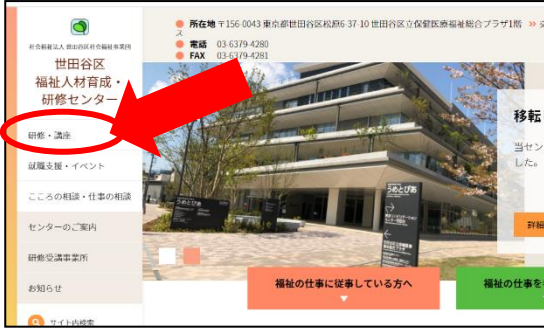 所在地 〒156-0043 東京都世田谷区松原6-37-10 世田谷区立保健医療福祉総合プラザ1階
ス
電話 03-6379-4280
FAX 03-6379-4281
社会福祉法人 世田谷区社会福祉事業団
世田谷区
福祉人材育成・
研修センター
研修・講座
就職支援・イベント
こころの相談・仕事の相談
センターのご案内
研修受講事業所
お知らせ
サイト内検索
うめとぴあ
移転
当セン
した。
詳細
福祉の仕事に従事している方へ
福祉の仕事を